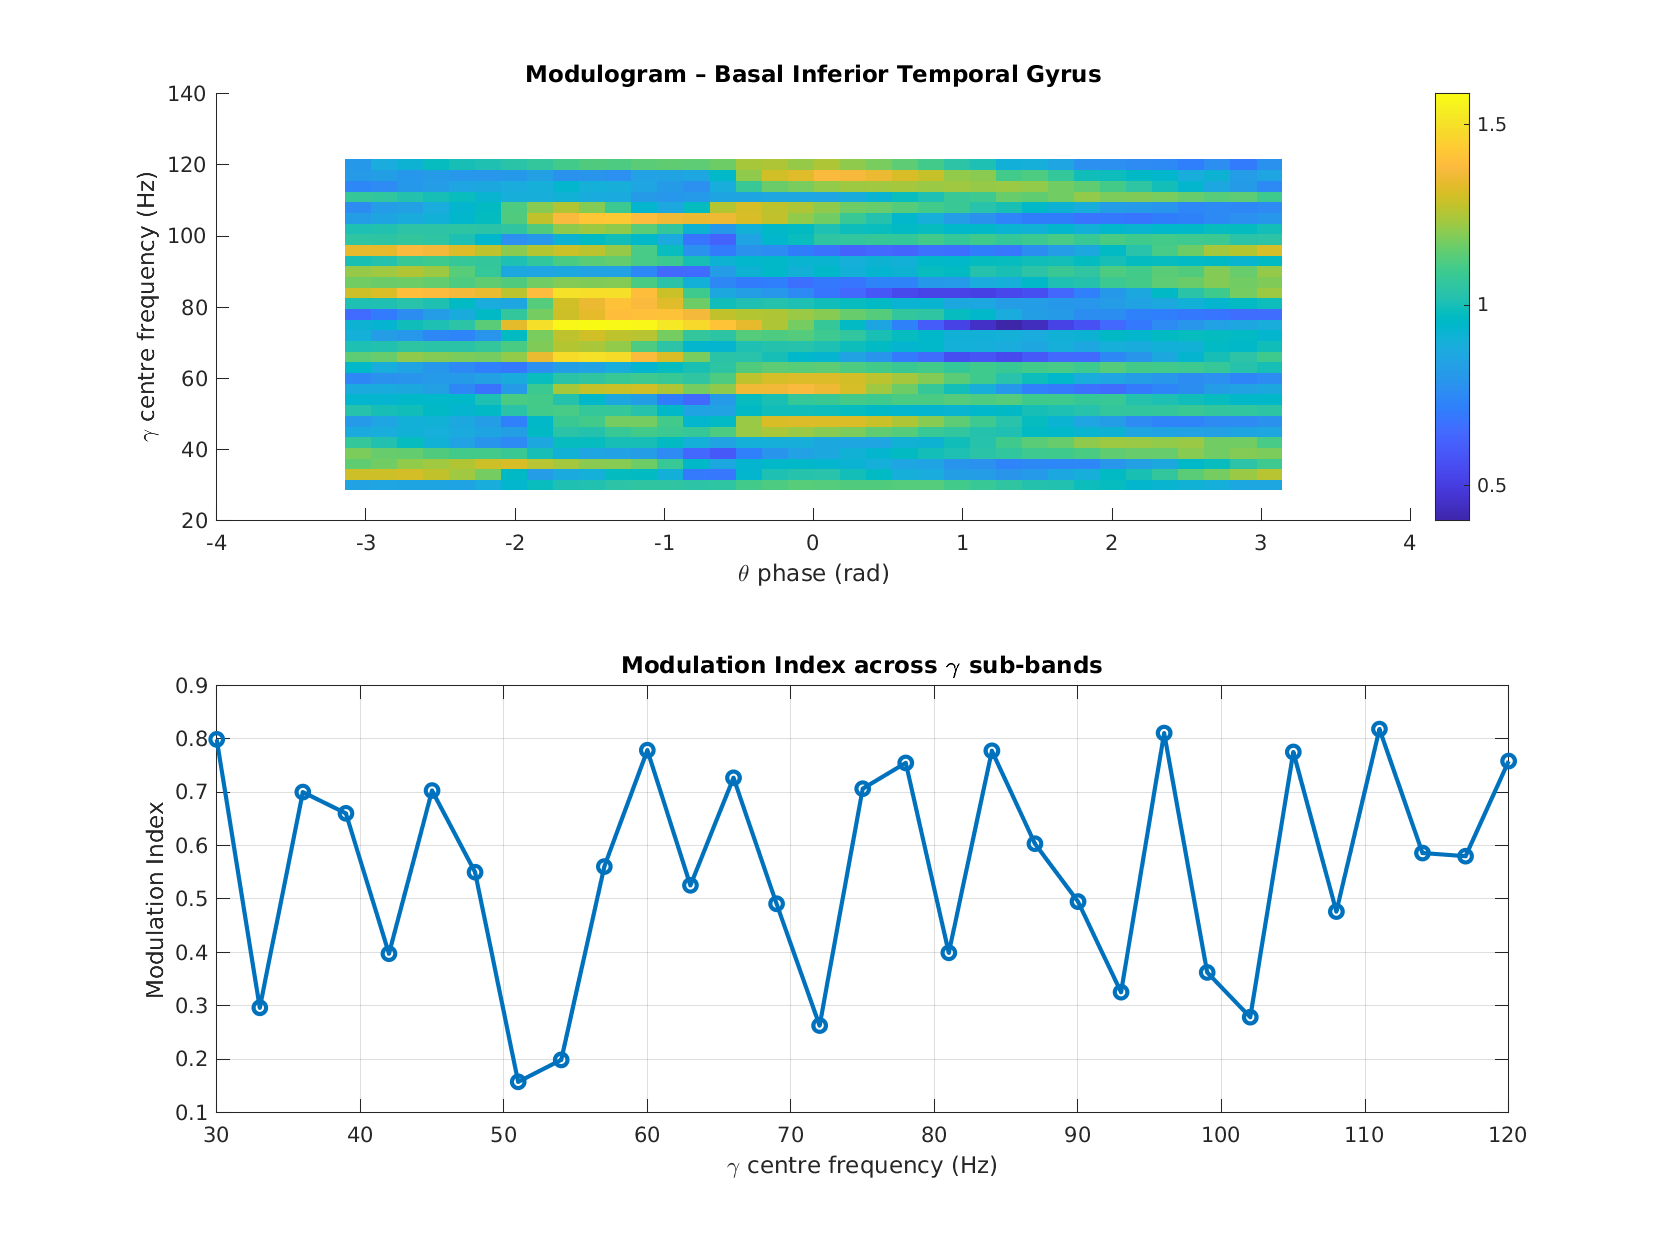 Modulogram – Basal Inferior Temporal Gyrus
140
120
100
80
60
40
20
γ centre frequency (Hz)
-4 -3 -2 -1 0 1 2 3 4
θ phase (rad)
1.5
1
0.5
Modulation Index across γ sub-bands
0.9
0.8
0.7
0.6
0.5
0.4
0.3
0.2
0.1
Modulation Index
30 40 50 60 70 80 90 100 110 120
γ centre frequency (Hz)